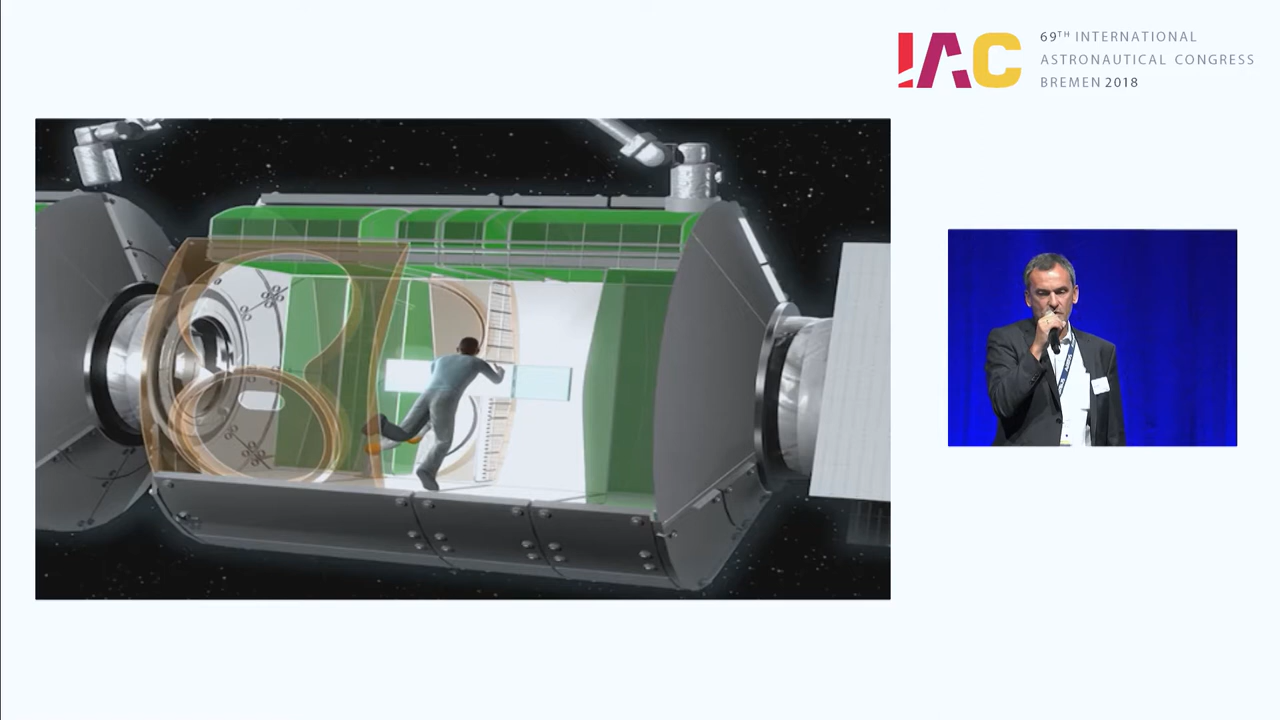 IAC
69TH INTERNATIONAL
ASTRONAUTICAL CONGRESS
BREMEN 2018